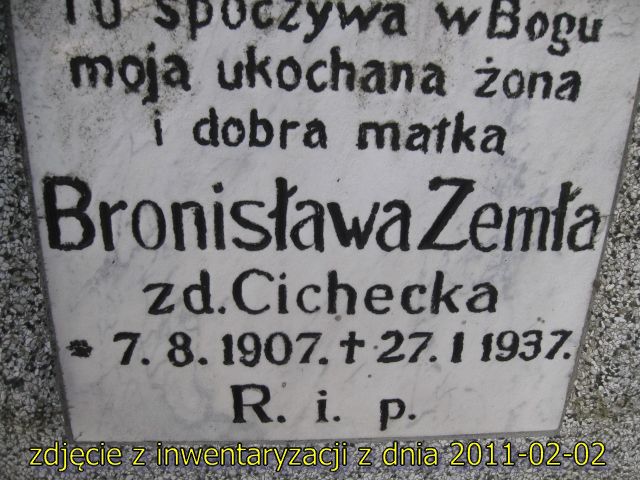 Tu spoczywa w Bogu
moja ukochana żona
i dobra matka
Bronisława Zemła
zd. Cichecka
* 7. 8. 1907. † 27. 1 1937.
R. i. p.
zdjęcie z inwentaryzacji z dnia 2011-02-02